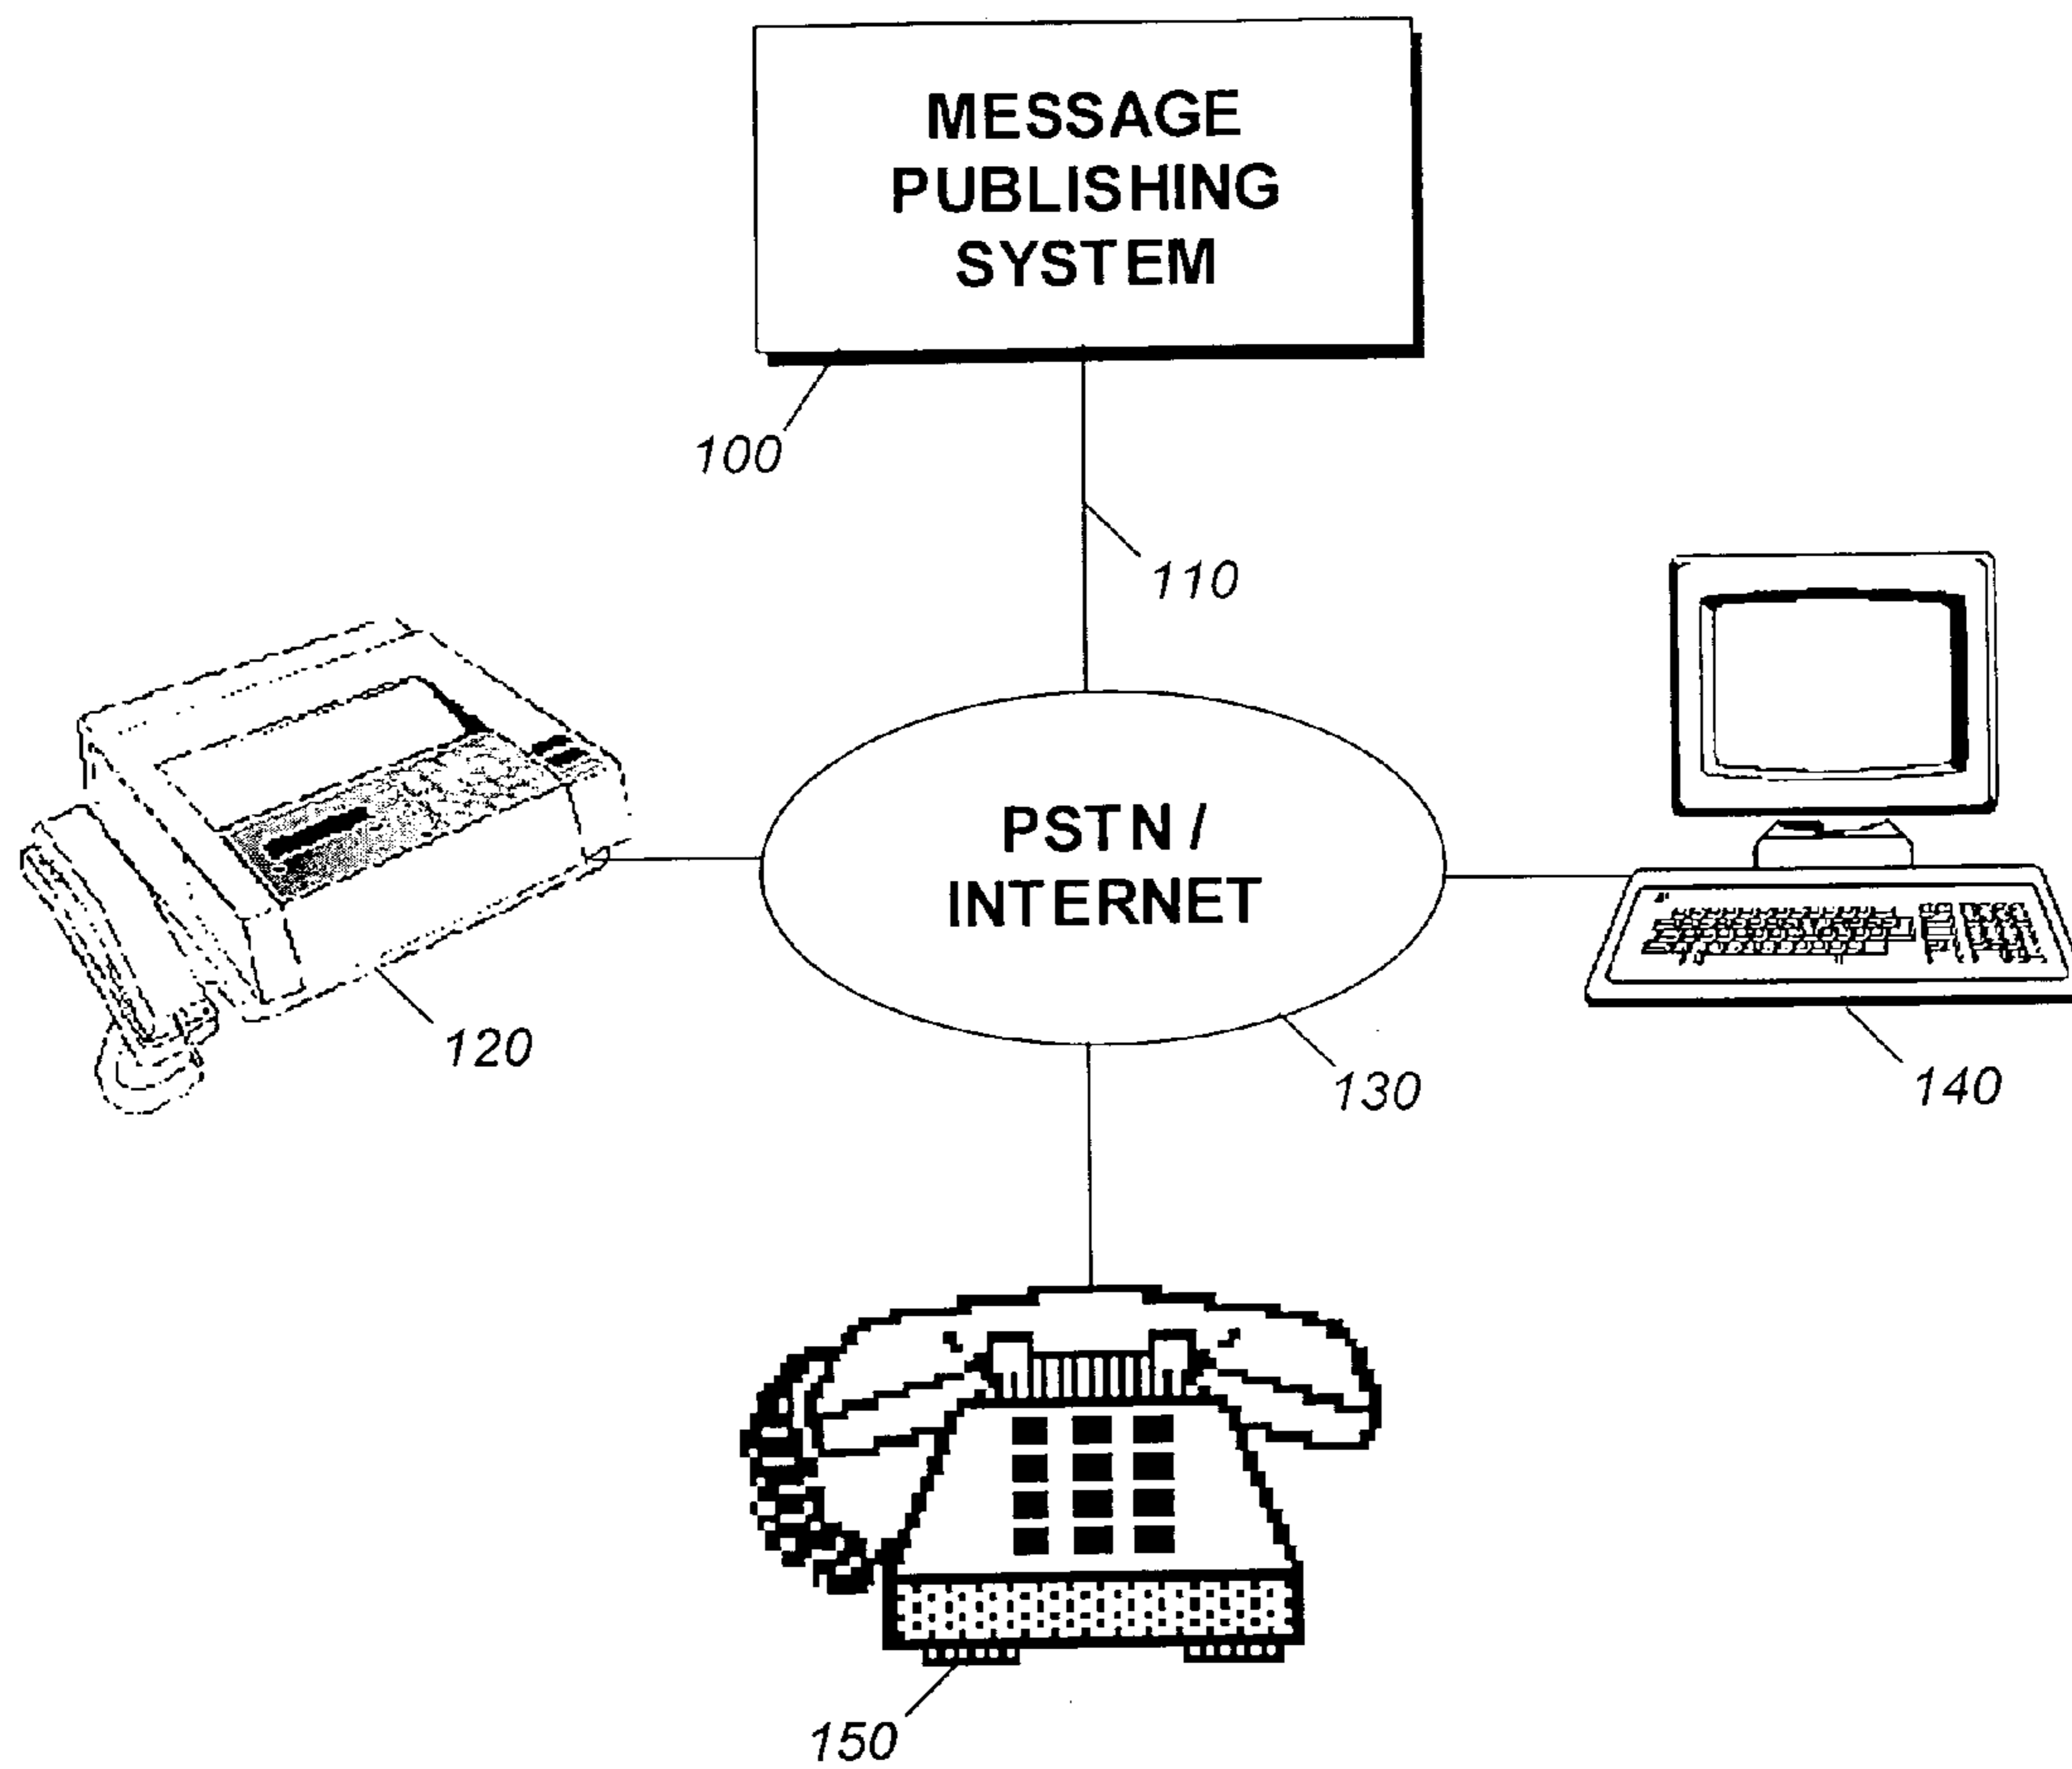 MESSAGE
PUBLISHING
SYSTEM
100
110
PSTN /
INTERNET
120
130
140
150